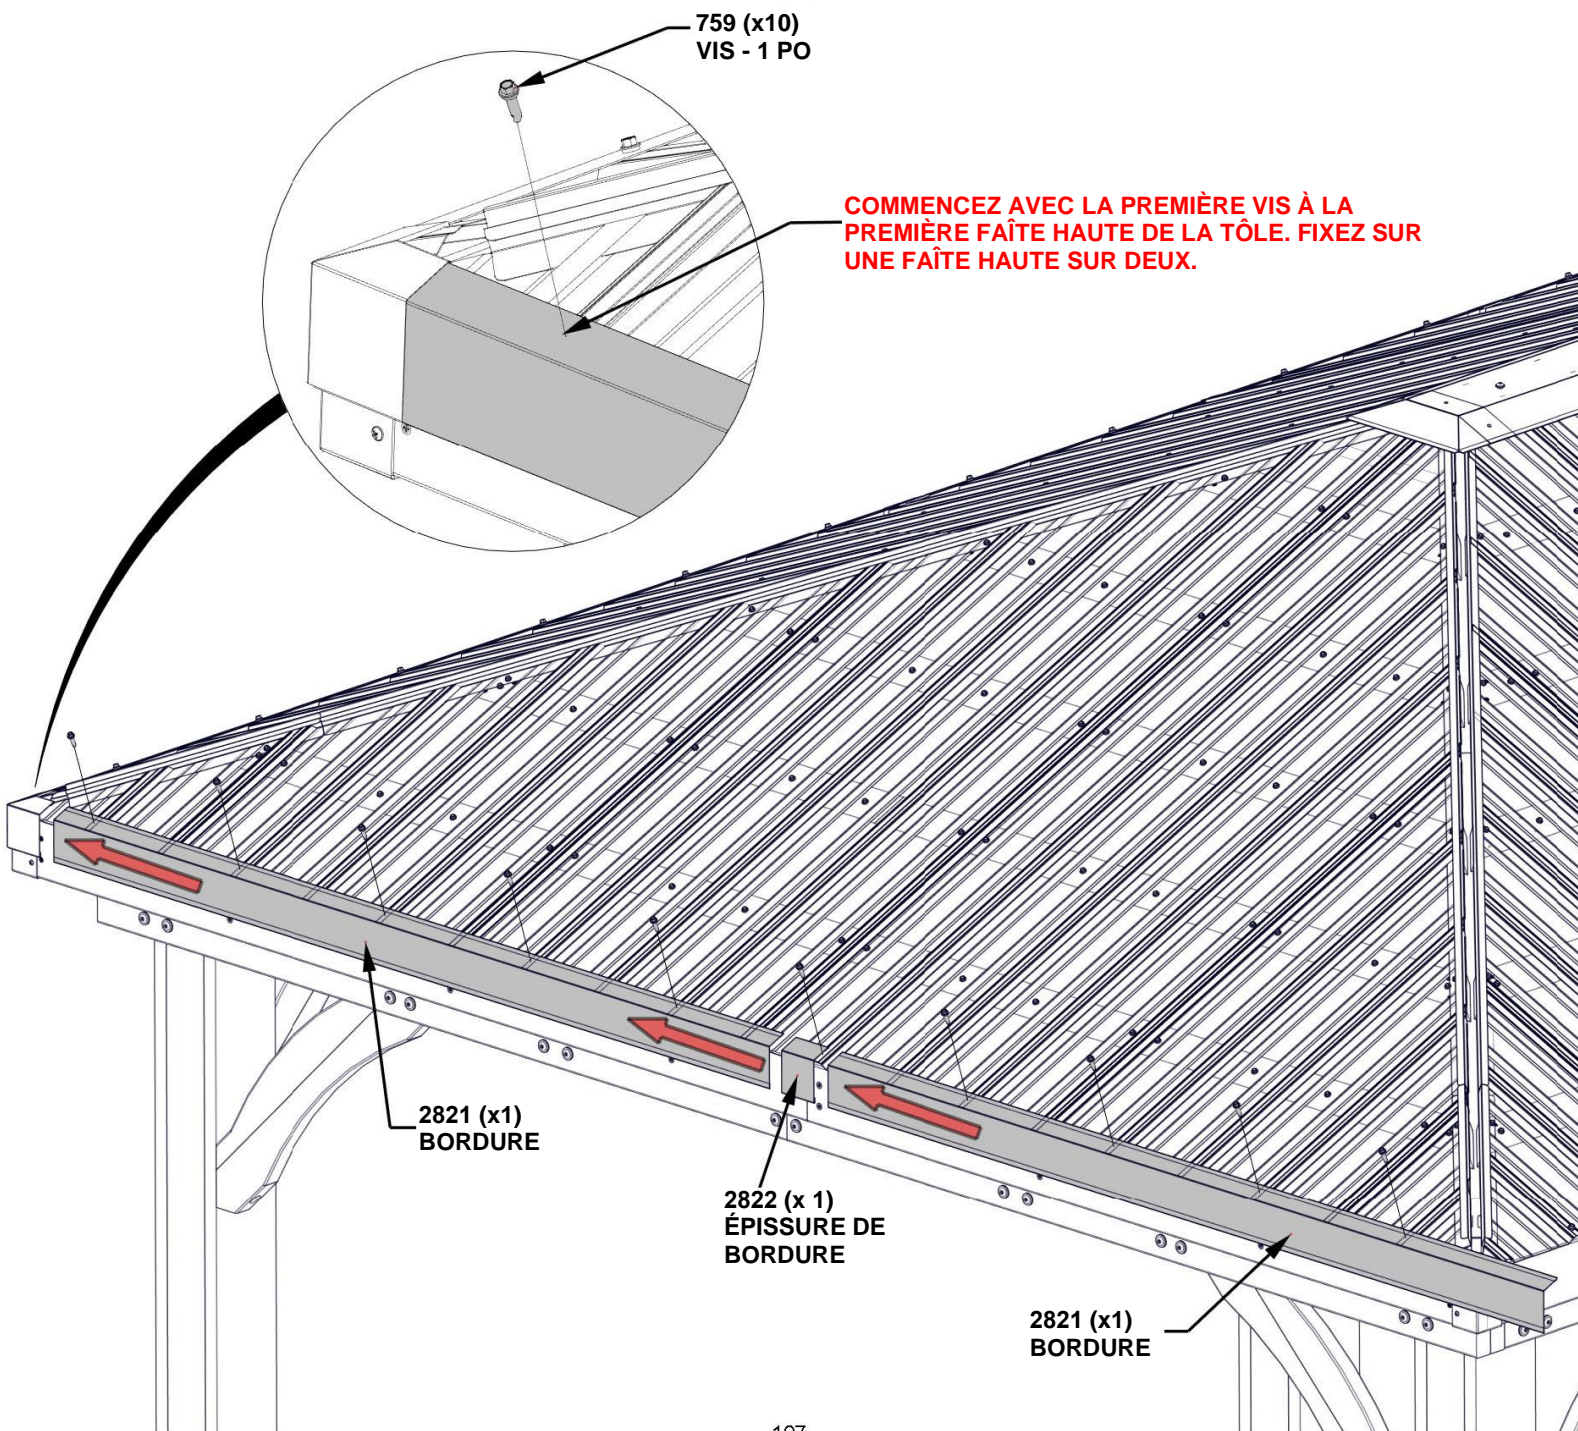 759 (x10)
VIS - 1 PO
COMMENCEZ AVEC LA PREMIÈRE VIS À LA
PREMIÈRE FAÎTE HAUTE DE LA TÔLE. FIXEZ SUR
UNE FAÎTE HAUTE SUR DEUX.
2821 (x1)
BORDURE
2822 (x 1)
ÉPISSURE DE
BORDURE
2821 (x1)
BORDURE